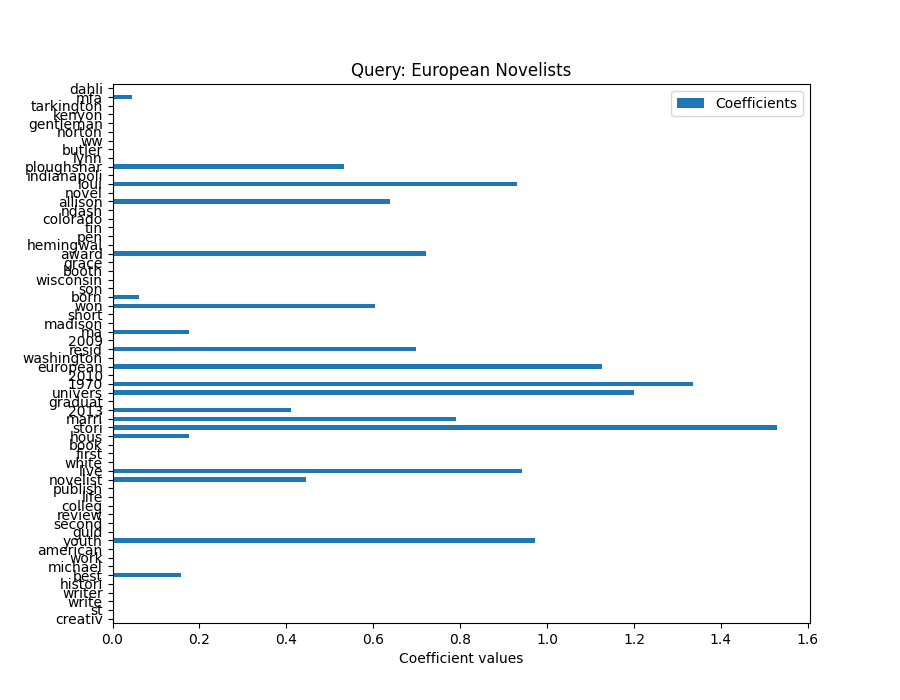 Query: European Novelists
Coefficients
dahli
mfa
tarkington
kenyon
gentleman
norton
ww
butler
lynn
ploughshar
indianapoli
loui
novel
allison
ndash
colorado
tin
pen
hemingwai
award
grace
booth
wisconsin
son
born
won
short
madison
ma
2009
resid
washington
european
2010
1970
univers
graduat
2013
marri
stori
hous
book
first
white
live
novelist
publish
life
colleg
review
second
guid
youth
american
work
michael
best
histori
writer
write
st
creativ
0.0 0.2 0.4 0.6 0.8 1.0 1.2 1.4 1.6
Coefficient values